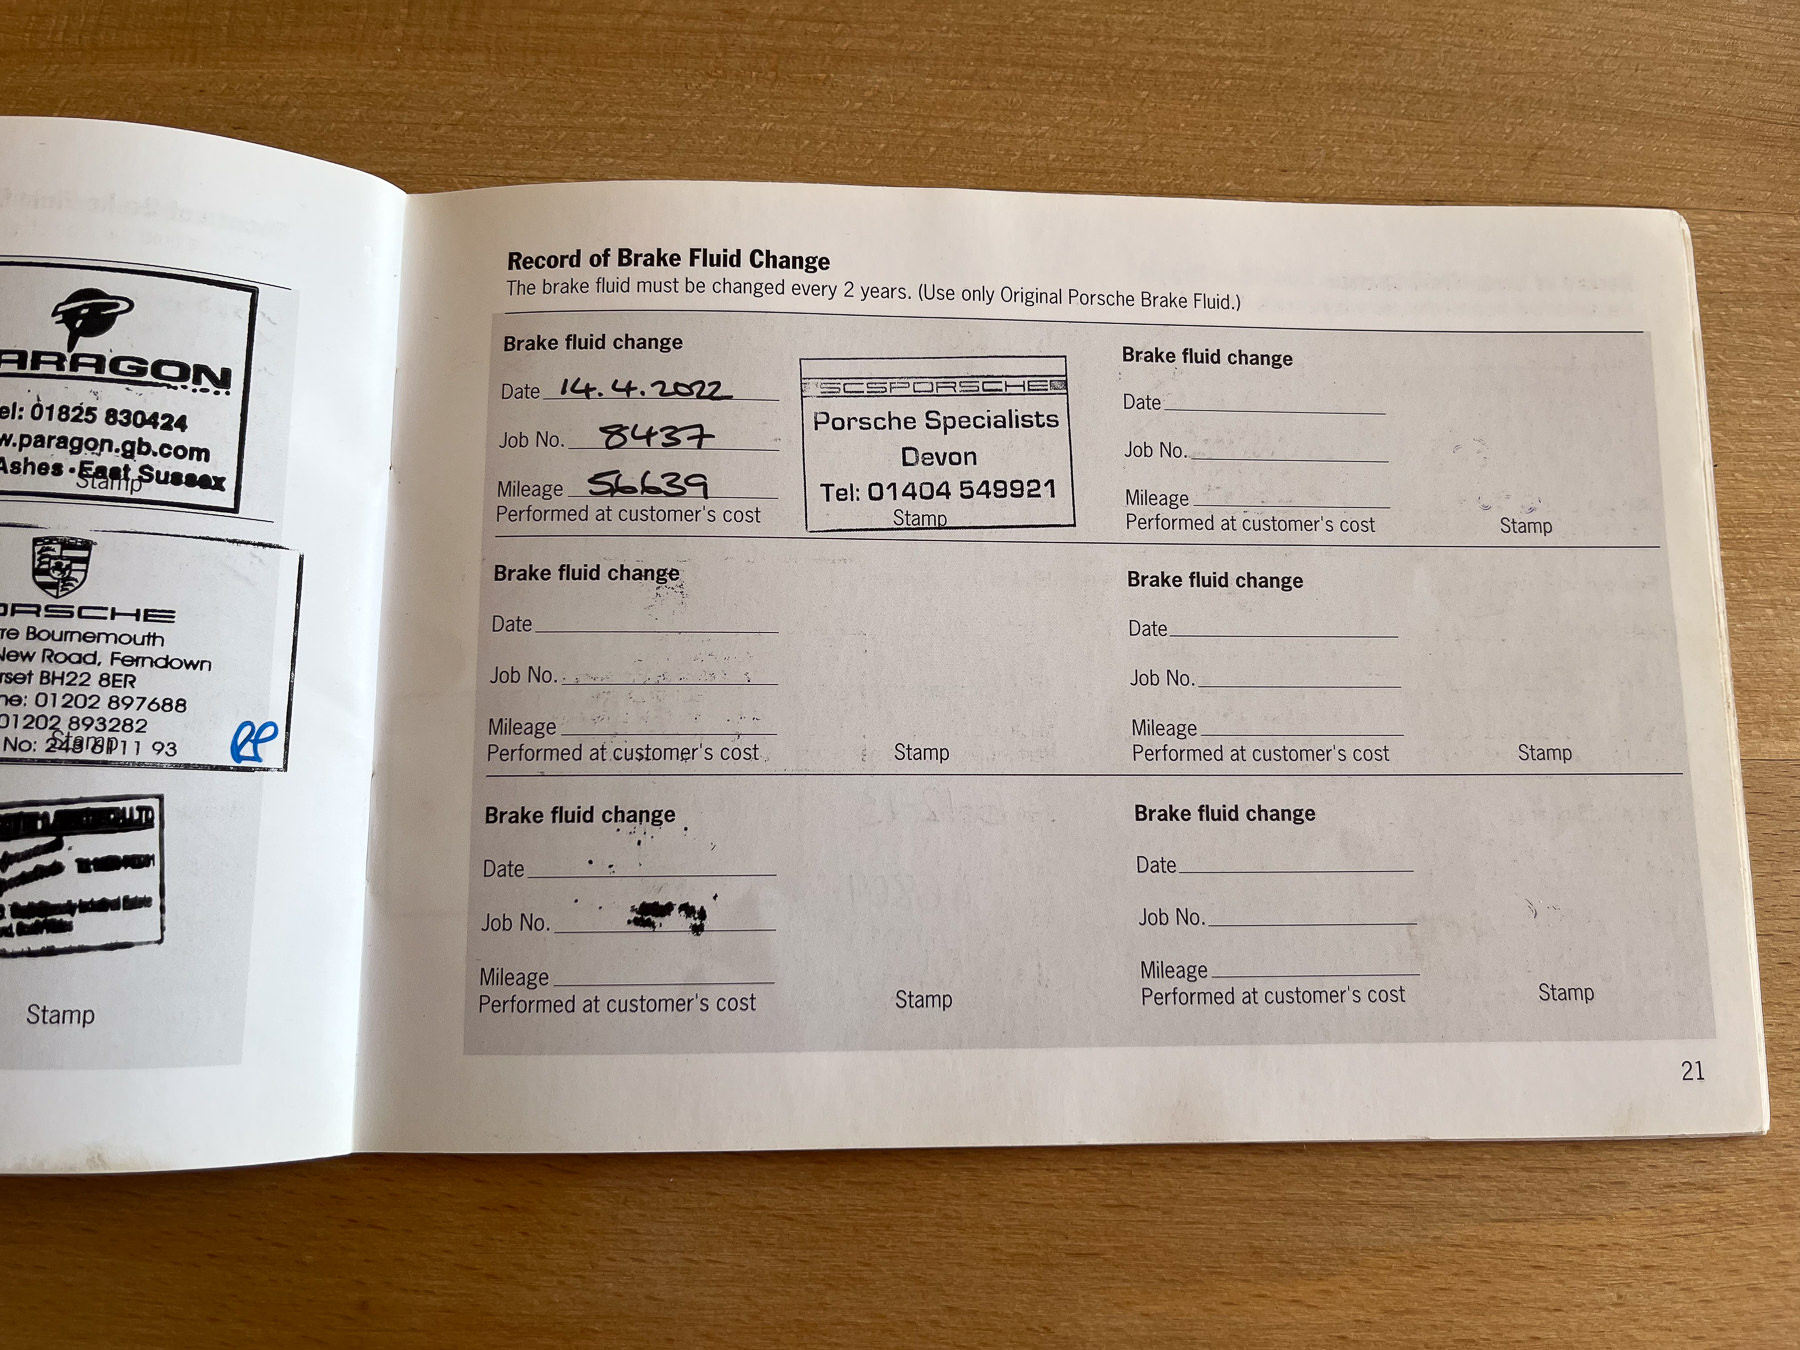 ARAGON
el: 01825 830424
w.paragon.gb.com
Ashes • East Sussex
Stamp
ORSCHE
re Bournemouth
New Road, Ferndown
rset BH22 8ER
ne: 01202 897688
01202 893282
No: 243 6111 93
Stamp
RP
Stamp
Record of Brake Fluid Change
The brake fluid must be changed every 2 years. (Use only Original Porsche Brake Fluid.)
Brake fluid change
Date 14.4.2022
Job No. 8437
Mileage 56639
Performed at customer's cost
SCSPORSCHE
Porsche Specialists
Devon
Tel: 01404 549921
Stamp
Brake fluid change
Date
Job No.
Mileage
Performed at customer's cost
Stamp
Brake fluid change
Date
Job No.
Mileage
Performed at customer's cost
Stamp
Brake fluid change
Date
Job No.
Mileage
Performed at customer's cost
Stamp
Brake fluid change
Date
Job No.
Mileage
Performed at customer's cost
Stamp
Brake fluid change
Date
Job No.
Mileage
Performed at customer's cost
Stamp
21